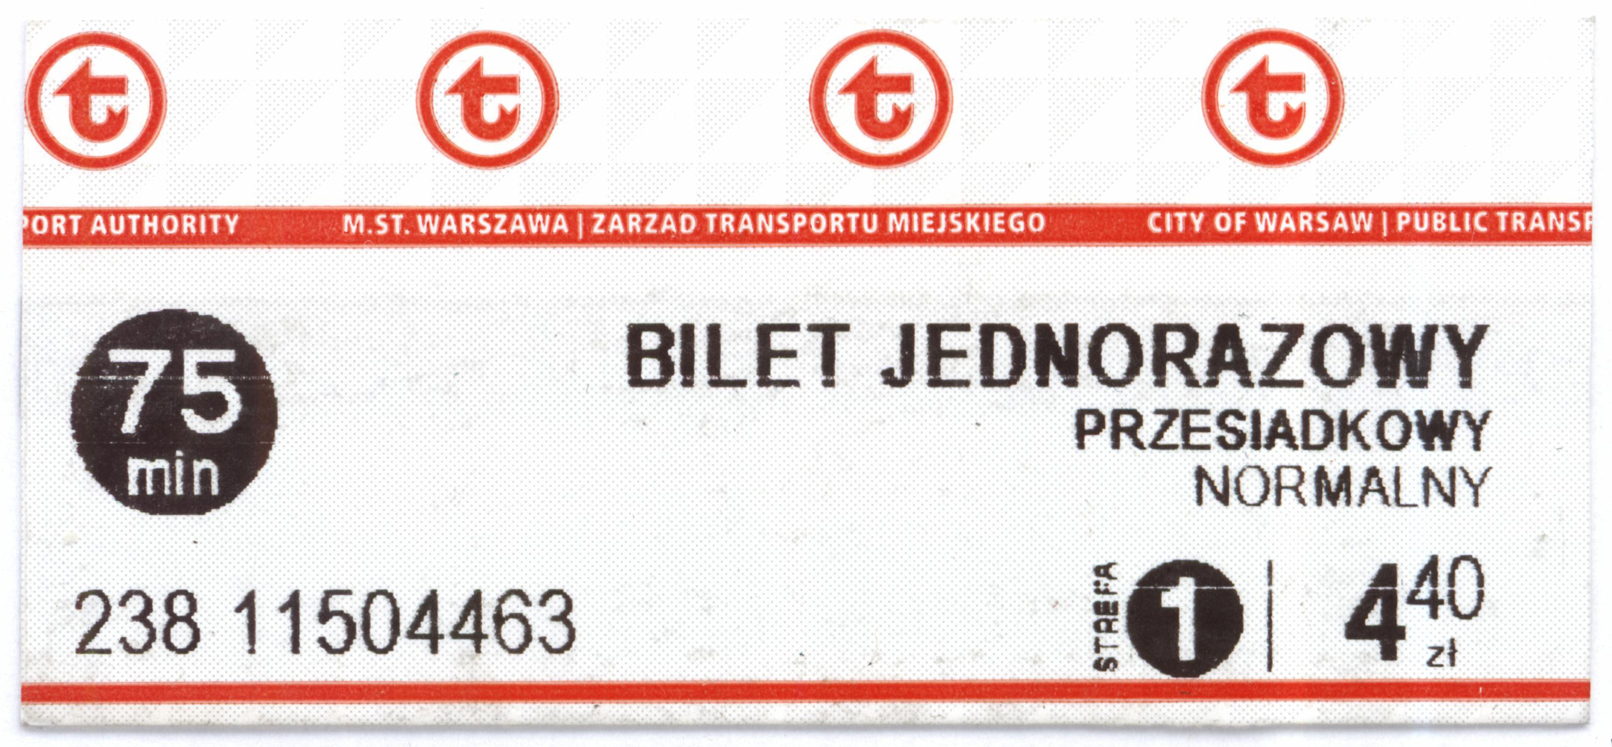 PORT AUTHORITY M.ST. WARSZAWA | ZARZAD TRANSPORTU MIEJSKIEGO CITY OF WARSAW | PUBLIC TRANSP
75
min
BILET JEDNORAZOWY
PRZESIADKOWY
NORMALNY
238 11504463
STREFA
1
4 40
zł